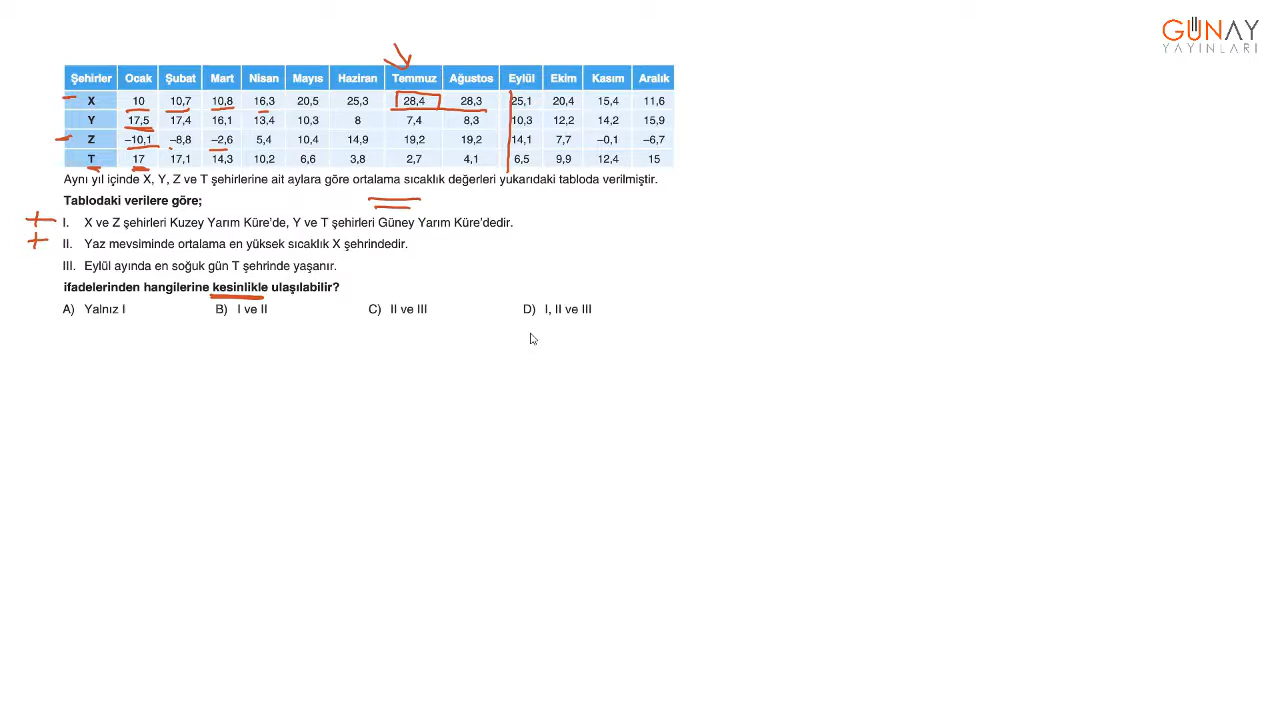 GÜNAY
YAYINLARI
Şehirler Ocak Şubat Mart Nisan Mayıs Haziran Temmuz Ağustos Eylül Ekim Kasım Aralık
X 10 10,7 10,8 16,3 20,5 25,3 28,4 28,3 25,1 20,4 15,4 11,6
Y 17,5 17,4 16,1 13,4 10,3 8 7,4 8,3 10,3 12,2 14,2 15,9
Z –10,1 –8,8 –2,6 5,4 10,4 14,9 19,2 19,2 14,1 7,7 –0,1 –6,7
T 17 17,1 14,3 10,2 6,6 3,8 2,7 4,1 6,5 9,9 12,4 15
Aynı yıl içinde X, Y, Z ve T şehirlerine ait aylara göre ortalama sıcaklık değerleri yukarıdaki tabloda verilmiştir.
Tablodaki verilere göre;
I. X ve Z şehirleri Kuzey Yarım Küre'de, Y ve T şehirleri Güney Yarım Küre'dedir.
II. Yaz mevsiminde ortalama en yüksek sıcaklık X şehrindedir.
III. Eylül ayında en soğuk gün T şehrinde yaşanır.
ifadelerinden hangilerine kesinlikle ulaşılabilir?
A) Yalnız I B) I ve II C) II ve III D) I, II ve III